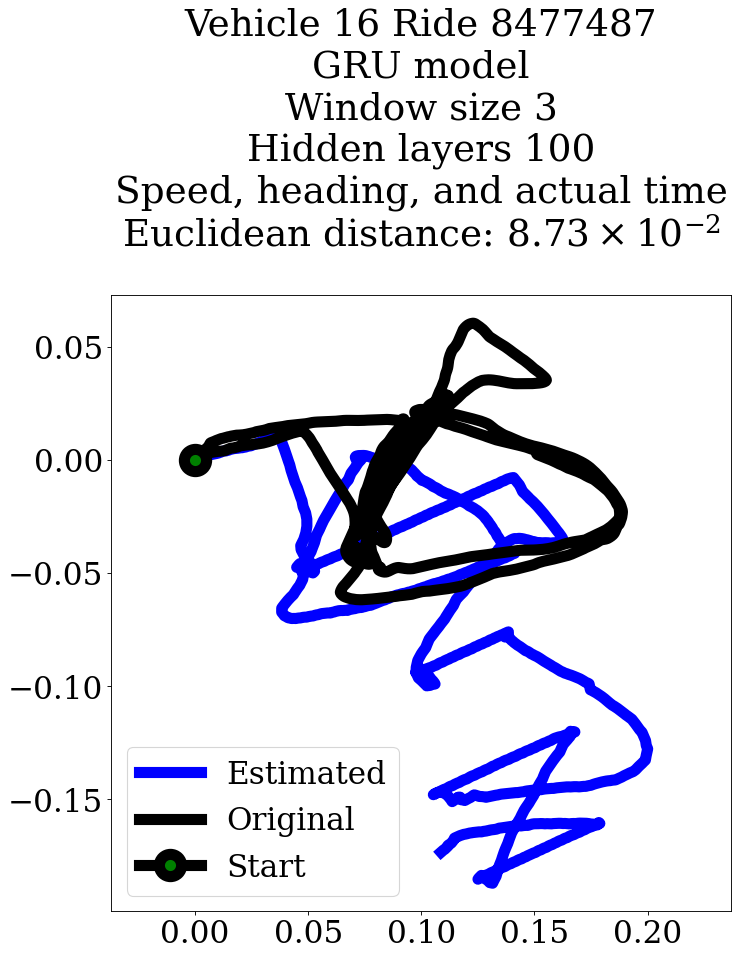 Vehicle 16 Ride 8477487
GRU model
Window size 3
Hidden layers 100
Speed, heading, and actual time
Euclidean distance: 8.73 × 10⁻²
0.05
0.00
−0.05
−0.10
−0.15
Estimated
Original
Start
0.00 0.05 0.10 0.15 0.20